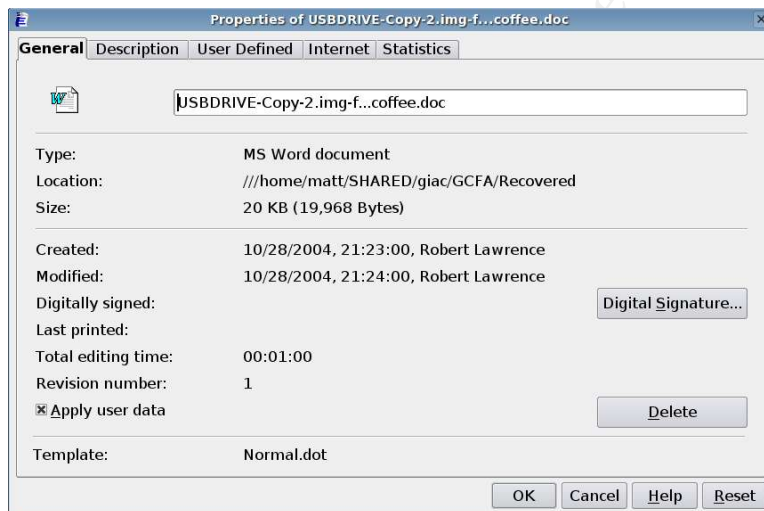 Properties of USBDRIVE-Copy-2.img-f...coffee.doc
General Description User Defined Internet Statistics
USBDRIVE-Copy-2.img-f...coffee.doc
Type: MS Word document
Location: ///home/matt/SHARED/giac/GCFA/Recovered
Size: 20 KB (19,968 Bytes)
Created: 10/28/2004, 21:23:00, Robert Lawrence
Modified: 10/28/2004, 21:24:00, Robert Lawrence
Digitally signed: Digital Signature...
Last printed:
Total editing time: 00:01:00
Revision number: 1
Apply user data Delete
Template: Normal.dot
OK Cancel Help Reset